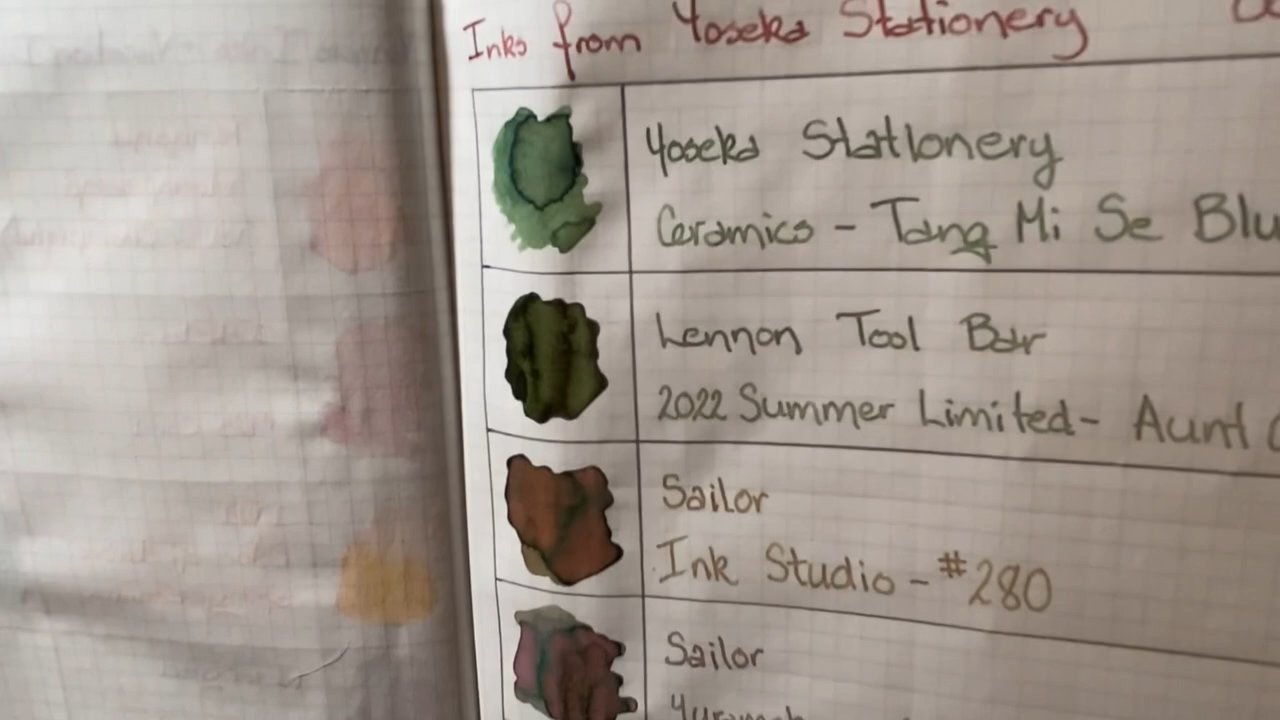 Inks from Yoseka Stationery
Yoseka Stationery
Ceramics - Tang Mi Se Blu
Lennon Tool Bar
2022 Summer Limited- Aunt
Sailor
Ink Studio - #280
Sailor